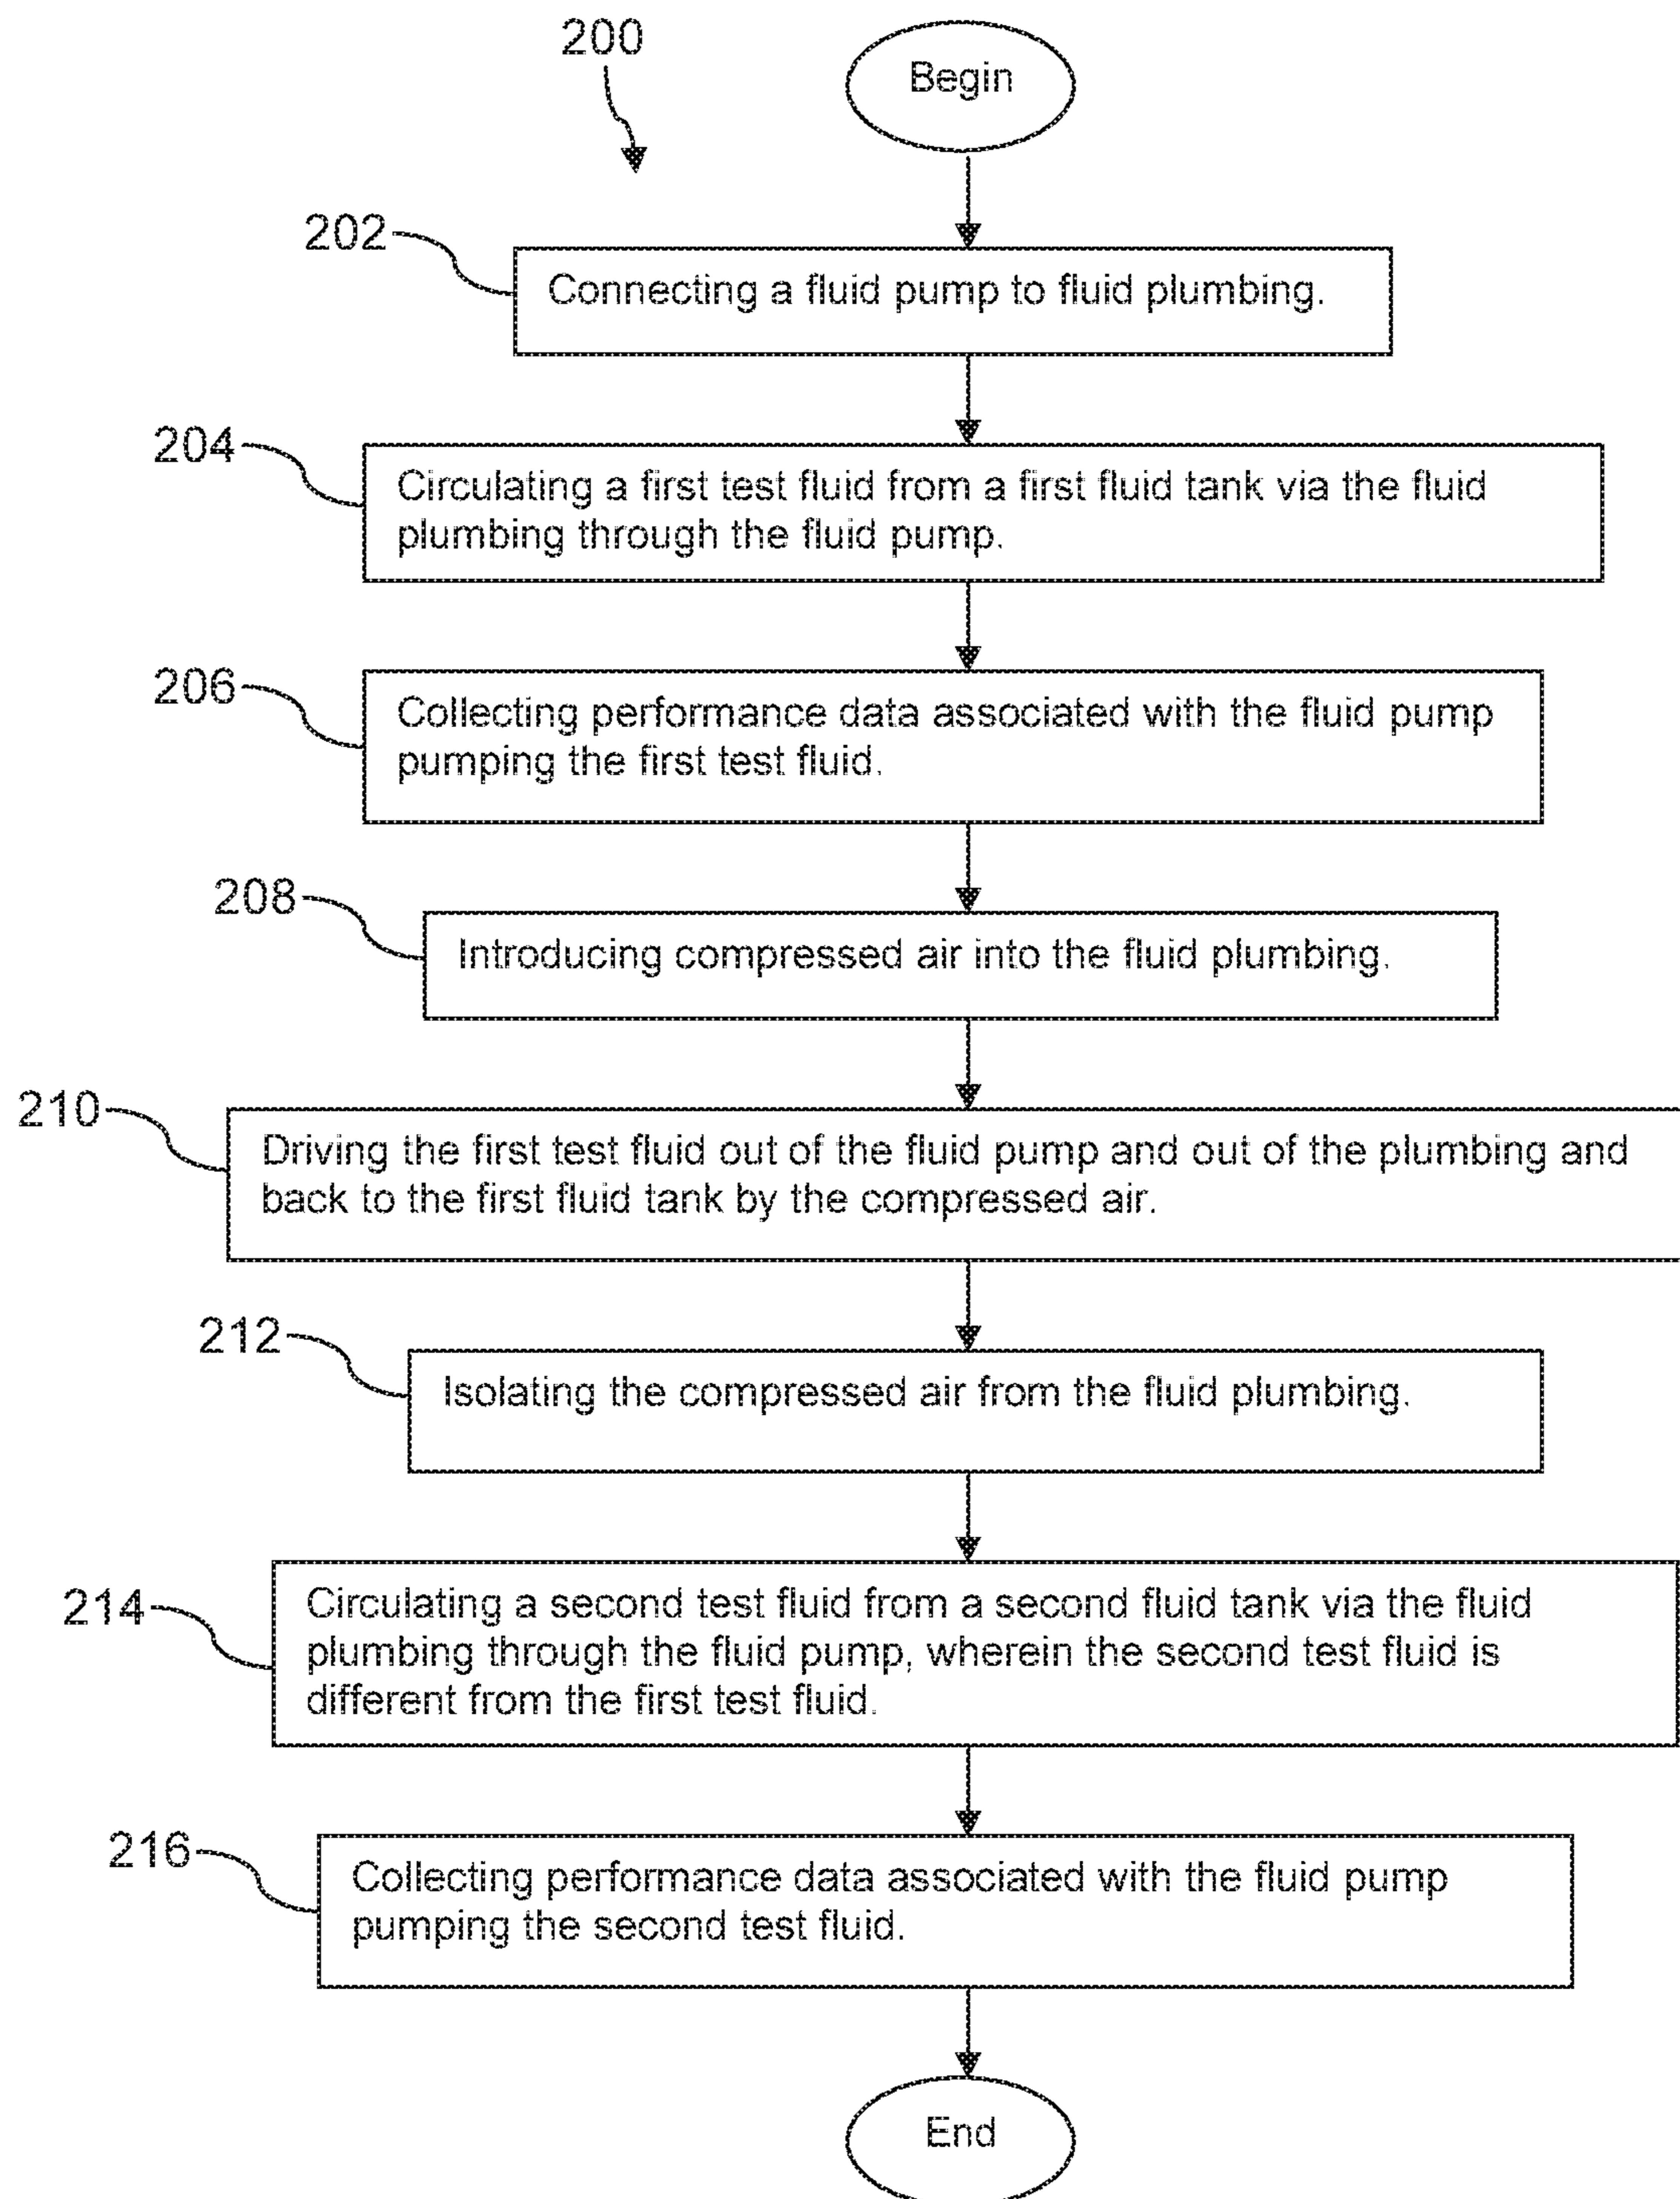 200
Begin
202
Connecting a fluid pump to fluid plumbing.
204
Circulating a first test fluid from a first fluid tank via the fluid
plumbing through the fluid pump.
206
Collecting performance data associated with the fluid pump
pumping the first test fluid.
208
Introducing compressed air into the fluid plumbing.
210
Driving the first test fluid out of the fluid pump and out of the plumbing and
back to the first fluid tank by the compressed air.
212
Isolating the compressed air from the fluid plumbing.
214
Circulating a second test fluid from a second fluid tank via the fluid
plumbing through the fluid pump, wherein the second test fluid is
different from the first test fluid.
216
Collecting performance data associated with the fluid pump
pumping the second test fluid.
End